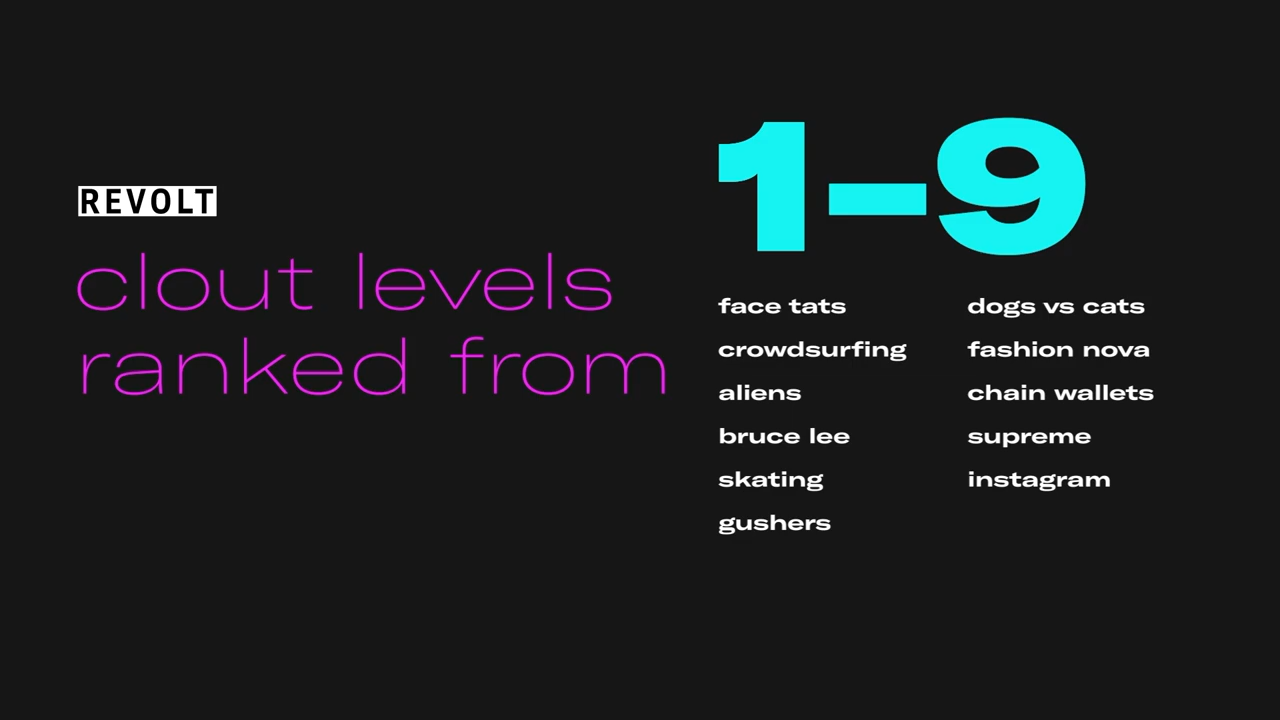 REVOLT
clout levels
ranked from
1–9
face tats
crowdsurfing
aliens
bruce lee
skating
gushers
dogs vs cats
fashion nova
chain wallets
supreme
instagram